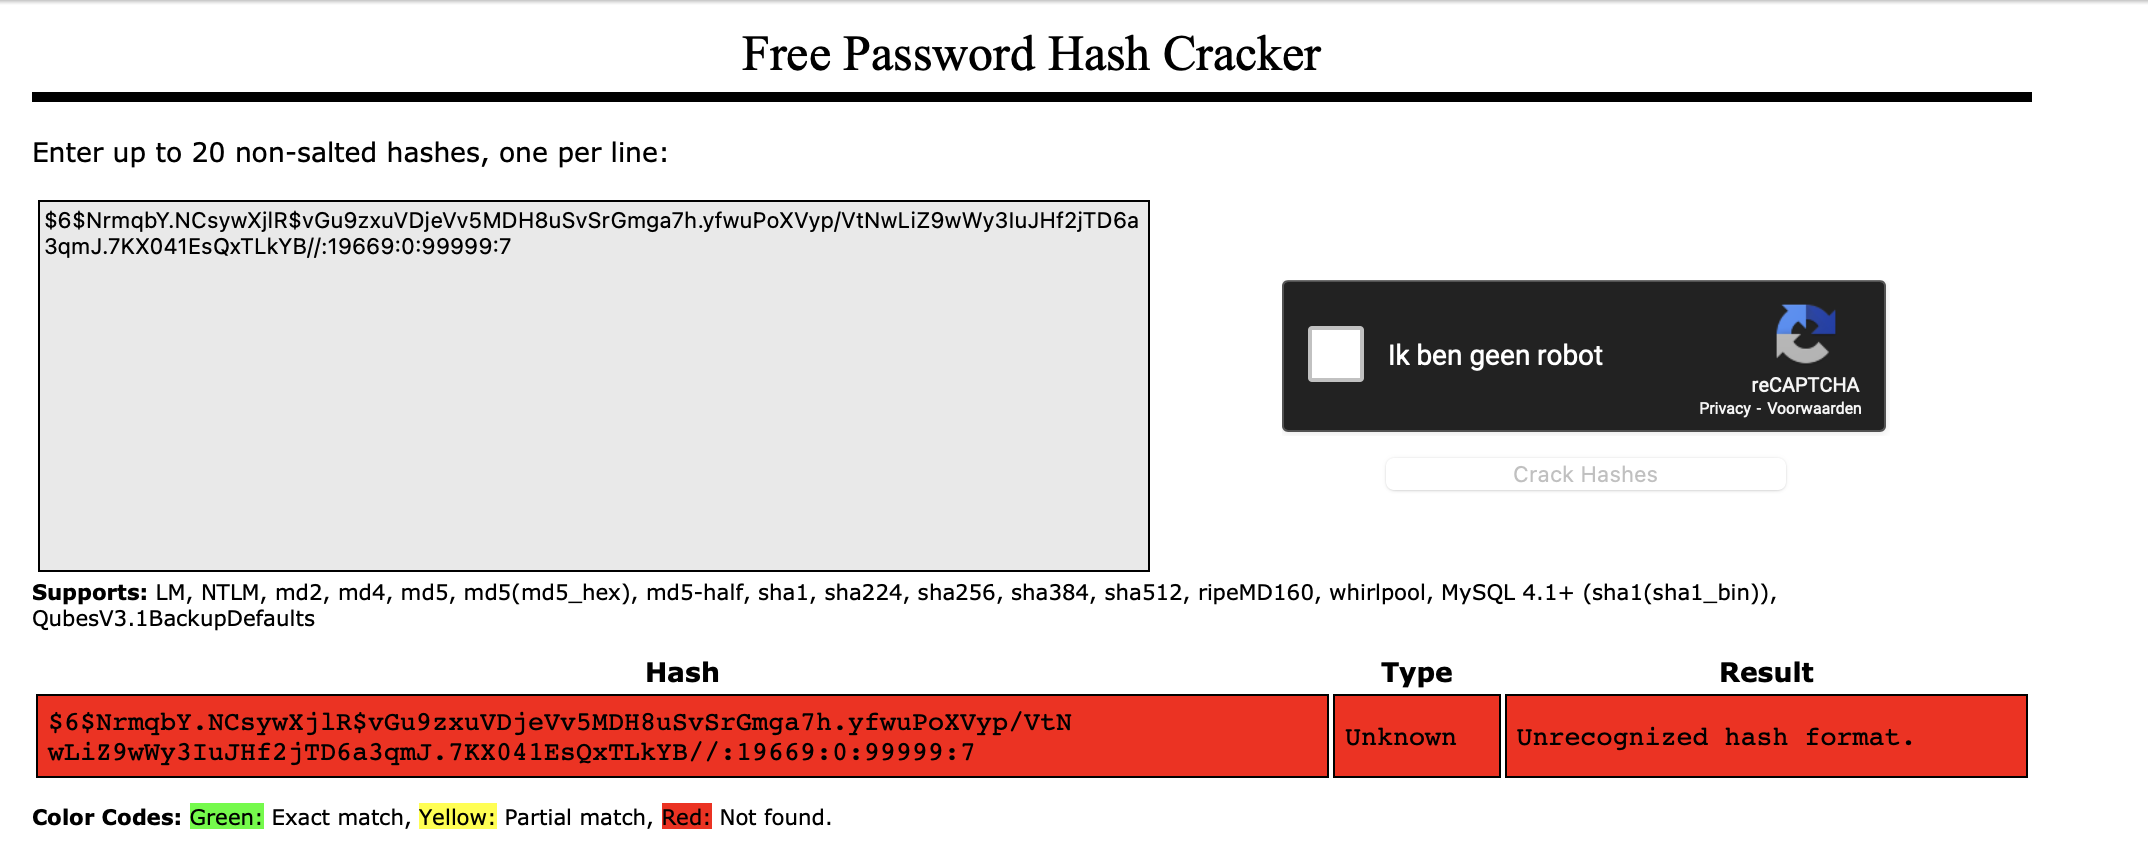 Free Password Hash Cracker
Enter up to 20 non-salted hashes, one per line:
$6$NrmqbY.NCsywXjlR$vGu9zxuVDjeVv5MDH8uSvSrGmga7h.yfwuPoXVyp/VtNwLiZ9wWy3IuJHf2jTD6a
3qmJ.7KX041EsQxTLkYB//:19669:0:99999:7
Ik ben geen robot
reCAPTCHA
Privacy - Voorwaarden
Crack Hashes
Supports: LM, NTLM, md2, md4, md5, md5(md5_hex), md5-half, sha1, sha224, sha256, sha384, sha512, ripeMD160, whirlpool, MySQL 4.1+ (sha1(sha1_bin)),
QubesV3.1BackupDefaults
Hash Type Result
$6$NrmqbY.NCsywXjlR$vGu9zxuVDjeVv5MDH8uSvSrGmga7h.yfwuPoXVyp/VtN
wLiZ9wWy3IuJHf2jTD6a3qmJ.7KX041EsQxTLkYB//:19669:0:99999:7
Unknown
Unrecognized hash format.
Color Codes: Green: Exact match, Yellow: Partial match, Red: Not found.